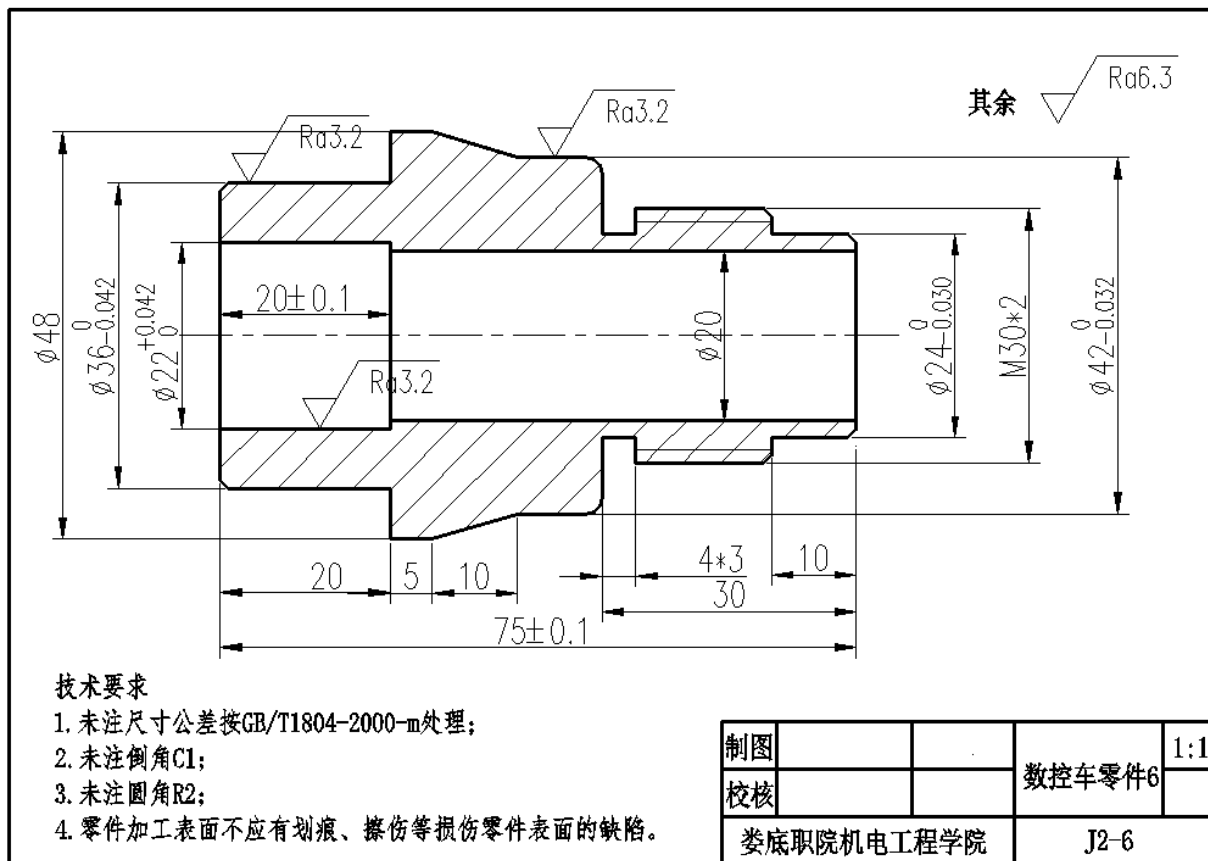 其余
Ra6.3
Ra3.2
Ra3.2
Ra3.2
φ48
φ36 0 -0.042
φ22 +0.042 0
20±0.1
φ20
φ24 0 -0.030
M30*2
φ42 0 -0.032
20
5
10
4*3
10
30
75±0.1
技术要求
1.未注尺寸公差按GB/T1804-2000-m处理;
2.未注倒角C1;
3.未注圆角R2;
4.零件加工表面不应有划痕、擦伤等损伤零件表面的缺陷。
制图
数控车零件6
1:1
校核
娄底职院机电工程学院
J2-6